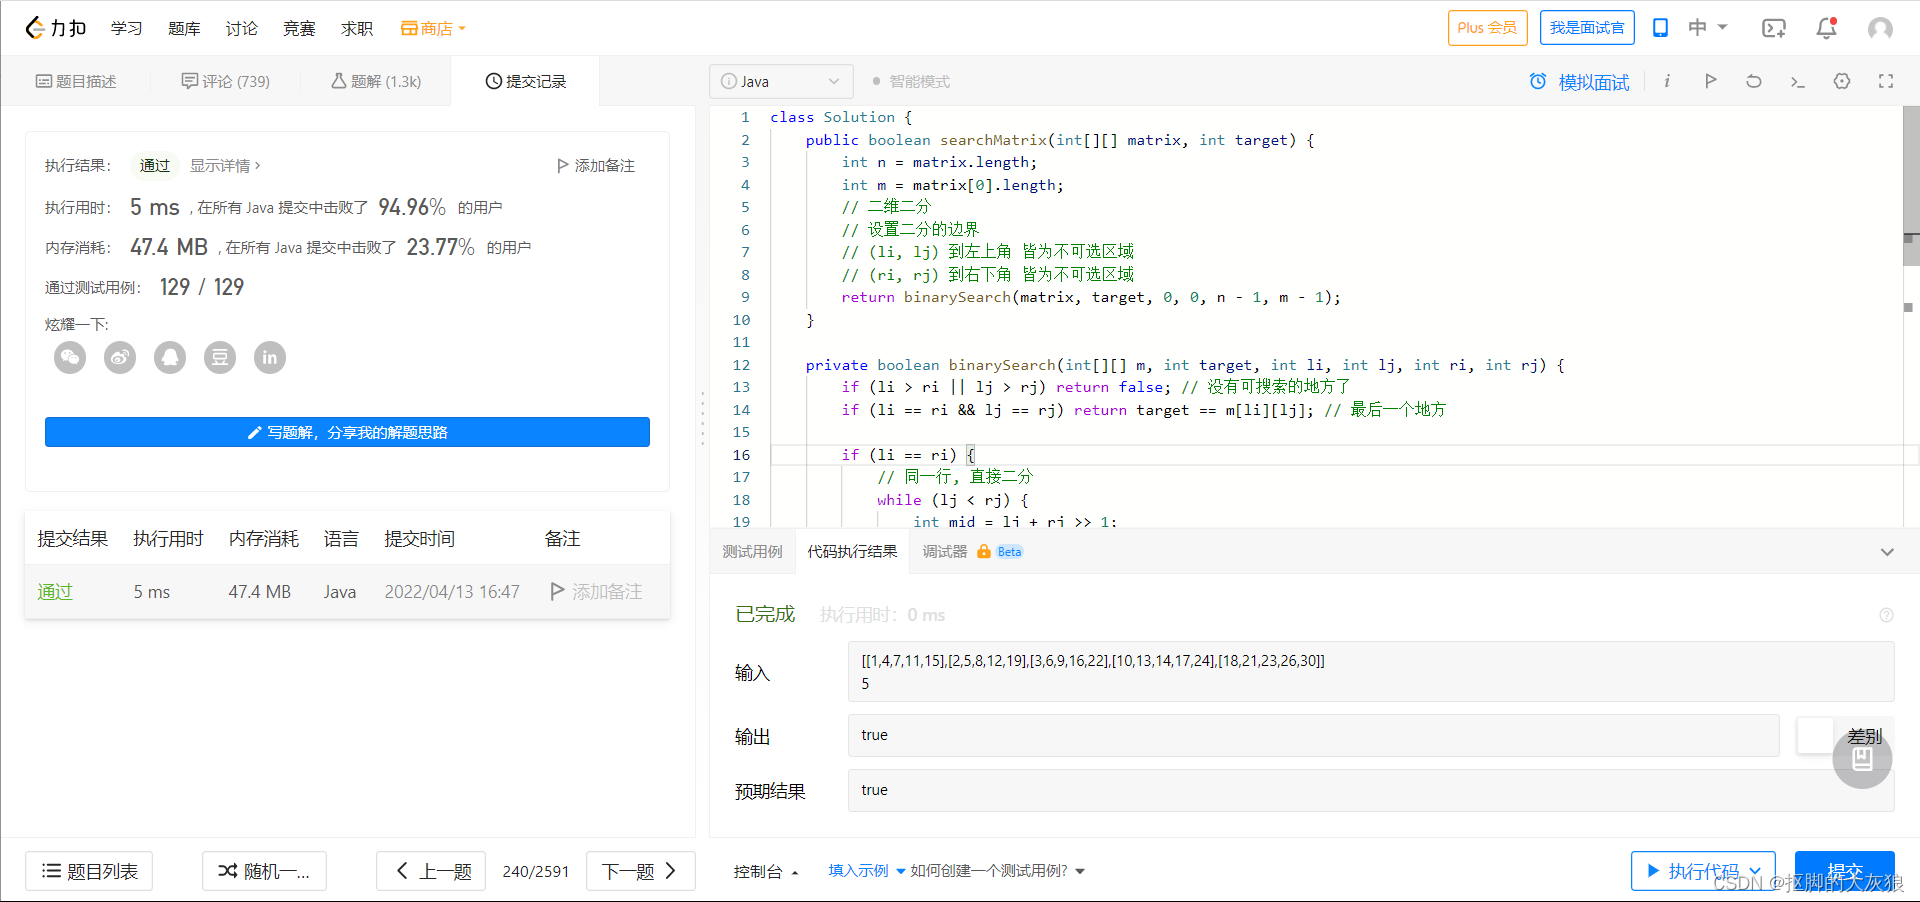 力扣 学习 题库 讨论 竞赛 求职 商店 Plus 会员 我是面试官 中
题目描述 评论 (739) 题解 (1.3k) 提交记录
执行结果： 通过 显示详情 › 添加备注
执行用时： 5 ms , 在所有 Java 提交中击败了 94.96% 的用户
内存消耗： 47.4 MB , 在所有 Java 提交中击败了 23.77% 的用户
通过测试用例： 129 / 129
炫耀一下:
豆 in
写题解，分享我的解题思路
提交结果 执行用时 内存消耗 语言 提交时间 备注
通过 5 ms 47.4 MB Java 2022/04/13 16:47 添加备注
题目列表 随机一... 上一题 240/2591 下一题
Java 智能模式 模拟面试 i
1 class Solution {
2 public boolean searchMatrix(int[][] matrix, int target) {
3 int n = matrix.length;
4 int m = matrix[0].length;
5 // 二维二分
6 // 设置二分的边界
7 // (li, lj) 到左上角 皆为不可选区域
8 // (ri, rj) 到右下角 皆为不可选区域
9 return binarySearch(matrix, target, 0, 0, n - 1, m - 1);
10 }
11
12 private boolean binarySearch(int[][] m, int target, int li, int lj, int ri, int rj) {
13 if (li > ri || lj > rj) return false; // 没有可搜索的地方了
14 if (li == ri && lj == rj) return target == m[li][lj]; // 最后一个地方
15
16 if (li == ri) {
17 // 同一行, 直接二分
18 while (lj < rj) {
19 int mid = lj + rj >> 1;
测试用例 代码执行结果 调试器 Beta
已完成 执行用时：0 ms
输入 [[1,4,7,11,15],[2,5,8,12,19],[3,6,9,16,22],[10,13,14,17,24],[18,21,23,26,30]]
5
输出 true 差别
预期结果 true
控制台 填入示例 如何创建一个测试用例? 执行代码 提交
CSDN @抠脚的大灰狼